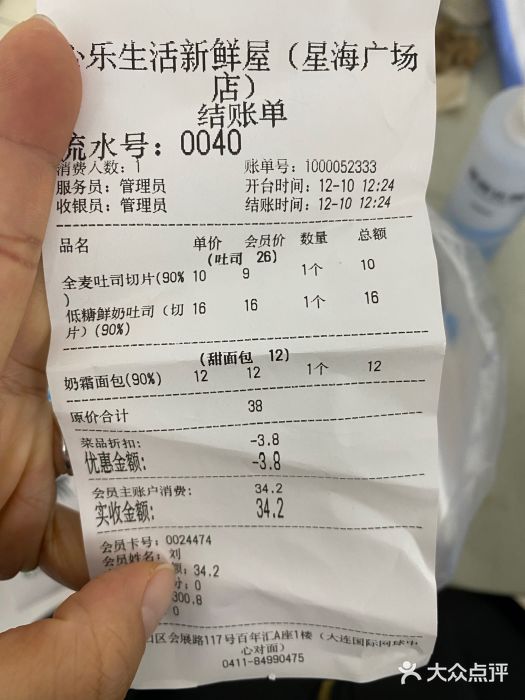 乐生活新鲜屋（星海广场
店）
结账单
流水号：0040
消费人数：1 账单号：1000052333
服务员：管理员 开台时间：12-10 12:24
收银员：管理员 结账时间：12-10 12:24
品名 单价 会员价 数量 总额
（吐司 26）
全麦吐司切片(90% 10 9 1个 10
)
低糖鲜奶吐司（切 16 16 1个 16
片）(90%)
（甜面包 12）
奶霜面包(90%) 12 12 1个 12
原价合计 38
菜品折扣: -3.8
优惠金额: -3.8
会员主账户消费: 34.2
实收金额: 34.2
会员卡号: 0024474
会员姓名: 刘
额: 34.2
: 0
300.8
0
区会展路117号百年汇A座1楼（大连国际网球中
心对面）
0411-84990475
大众点评